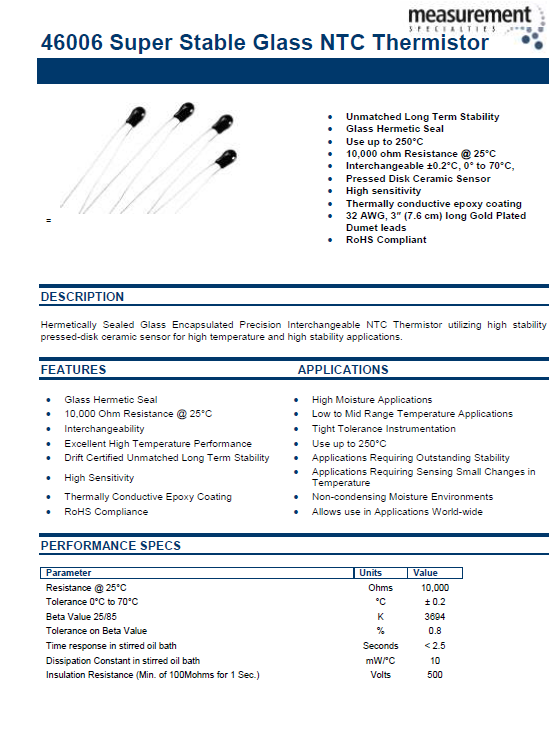 measurement
SPECIALTIES
46006 Super Stable Glass NTC Thermistor
• Unmatched Long Term Stability
• Glass Hermetic Seal
• Use up to 250°C
• 10,000 ohm Resistance @ 25°C
• Interchangeable ±0.2°C, 0° to 70°C,
• Pressed Disk Ceramic Sensor
• High sensitivity
• Thermally conductive epoxy coating
• 32 AWG, 3″ (7.6 cm) long Gold Plated
Dumet leads
• RoHS Compliant
=
DESCRIPTION
Hermetically Sealed Glass Encapsulated Precision Interchangeable NTC Thermistor utilizing high stability
pressed-disk ceramic sensor for high temperature and high stability applications.
FEATURES
• Glass Hermetic Seal
• 10,000 Ohm Resistance @ 25°C
• Interchangeability
• Excellent High Temperature Performance
• Drift Certified Unmatched Long Term Stability
• High Sensitivity
• Thermally Conductive Epoxy Coating
• RoHS Compliance
APPLICATIONS
• High Moisture Applications
• Low to Mid Range Temperature Applications
• Tight Tolerance Instrumentation
• Use up to 250°C
• Applications Requiring Outstanding Stability
• Applications Requiring Sensing Small Changes in
Temperature
• Non-condensing Moisture Environments
• Allows use in Applications World-wide
PERFORMANCE SPECS
Parameter Units Value
Resistance @ 25°C Ohms 10,000
Tolerance 0°C to 70°C °C ± 0.2
Beta Value 25/85 K 3694
Tolerance on Beta Value % 0.8
Time response in stirred oil bath Seconds < 2.5
Dissipation Constant in stirred oil bath mW/°C 10
Insulation Resistance (Min. of 100Mohms for 1 Sec.) Volts 500